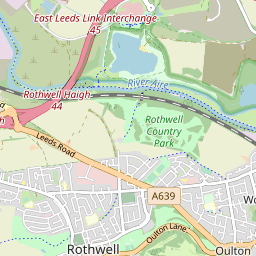 East Leeds Link Interchange
45
River Aire
Rothwell Haigh
44
Rothwell
Country
Park
Leeds Road
A639
Rothwell
Oulton Lane
Oulton